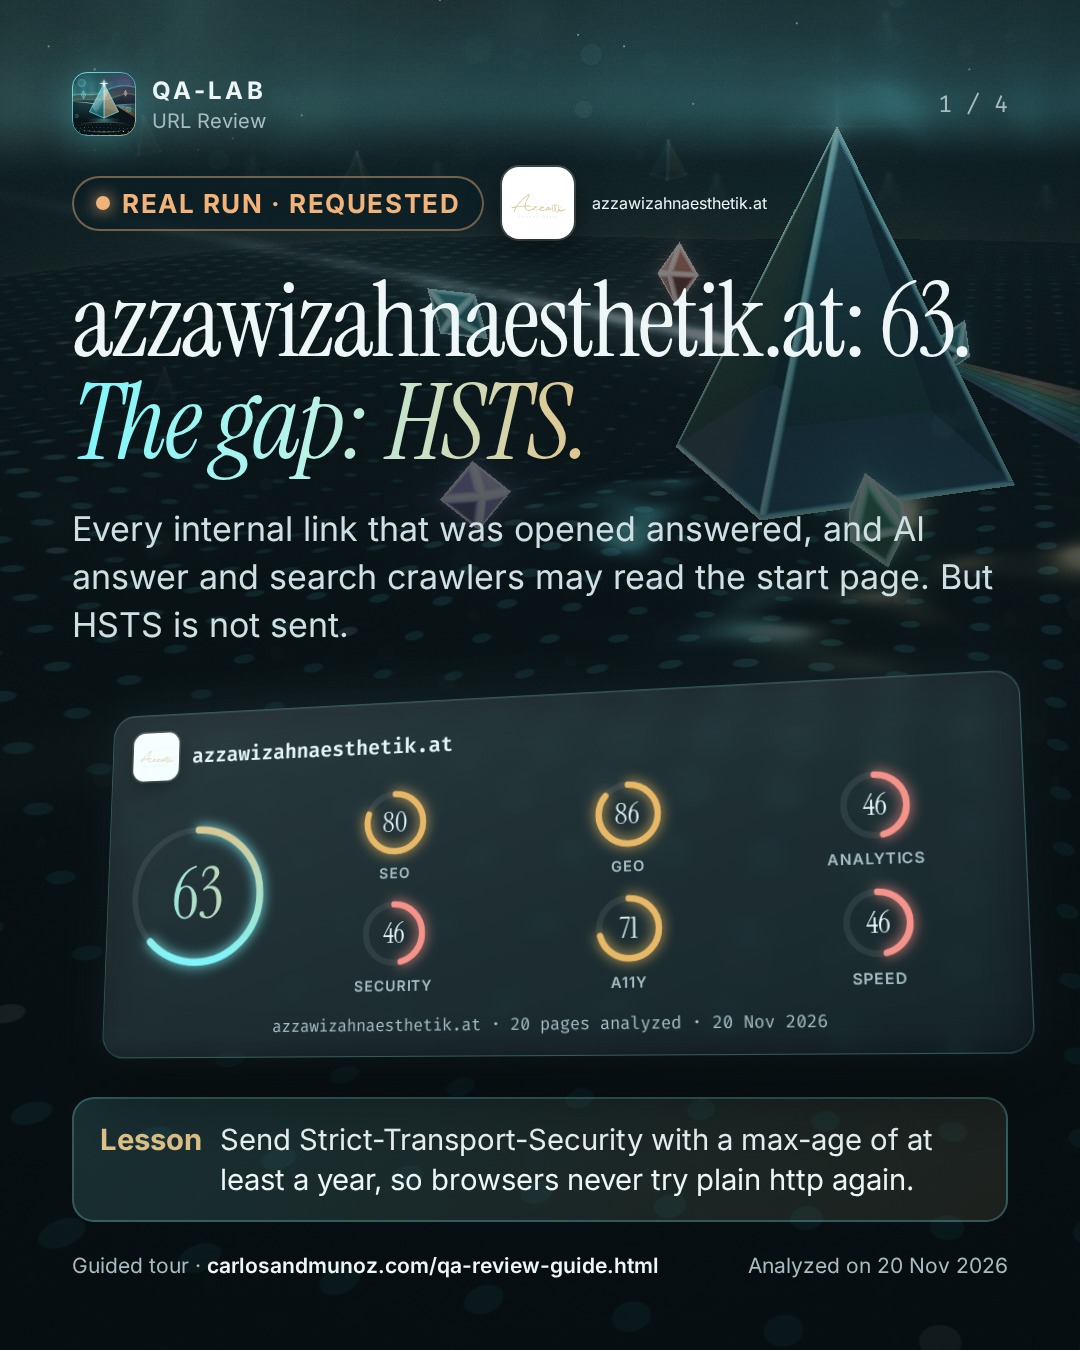 QA-LAB
URL Review
1 / 4
REAL RUN · REQUESTED
azzawizahnaesthetik.at
azzawizahnaesthetik.at: 63.
The gap: HSTS.
Every internal link that was opened answered, and AI
answer and search crawlers may read the start page. But
HSTS is not sent.
azzawizahnaesthetik.at
63
80
SEO
86
GEO
46
ANALYTICS
46
SECURITY
71
A11Y
46
SPEED
azzawizahnaesthetik.at · 20 pages analyzed · 20 Nov 2026
Lesson Send Strict-Transport-Security with a max-age of at
least a year, so browsers never try plain http again.
Guided tour · carlosandmunoz.com/qa-review-guide.html
Analyzed on 20 Nov 2026